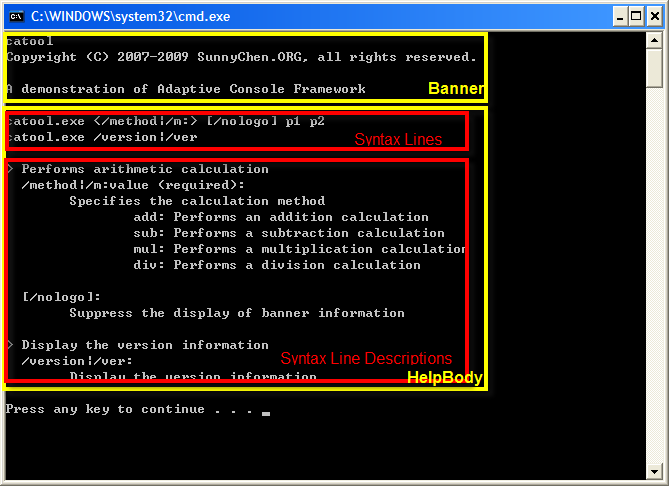 C:\WINDOWS\system32\cmd.exe
catool
Copyright (C) 2007-2009 SunnyChen.ORG, all rights reserved.
A demonstration of Adaptive Console Framework
Banner
catool.exe </method|/m:> [/nologo] p1 p2
catool.exe /version|/ver
Syntax Lines
> Performs arithmetic calculation
/method|/m:value (required):
Specifies the calculation method
add: Performs an addition calculation
sub: Performs a subtraction calculation
mul: Performs a multiplication calculation
div: Performs a division calculation
[/nologo]:
Suppress the display of banner information
> Display the version information
/version|/ver:
Syntax Line Descriptions
Display the version information
HelpBody
Press any key to continue . . .